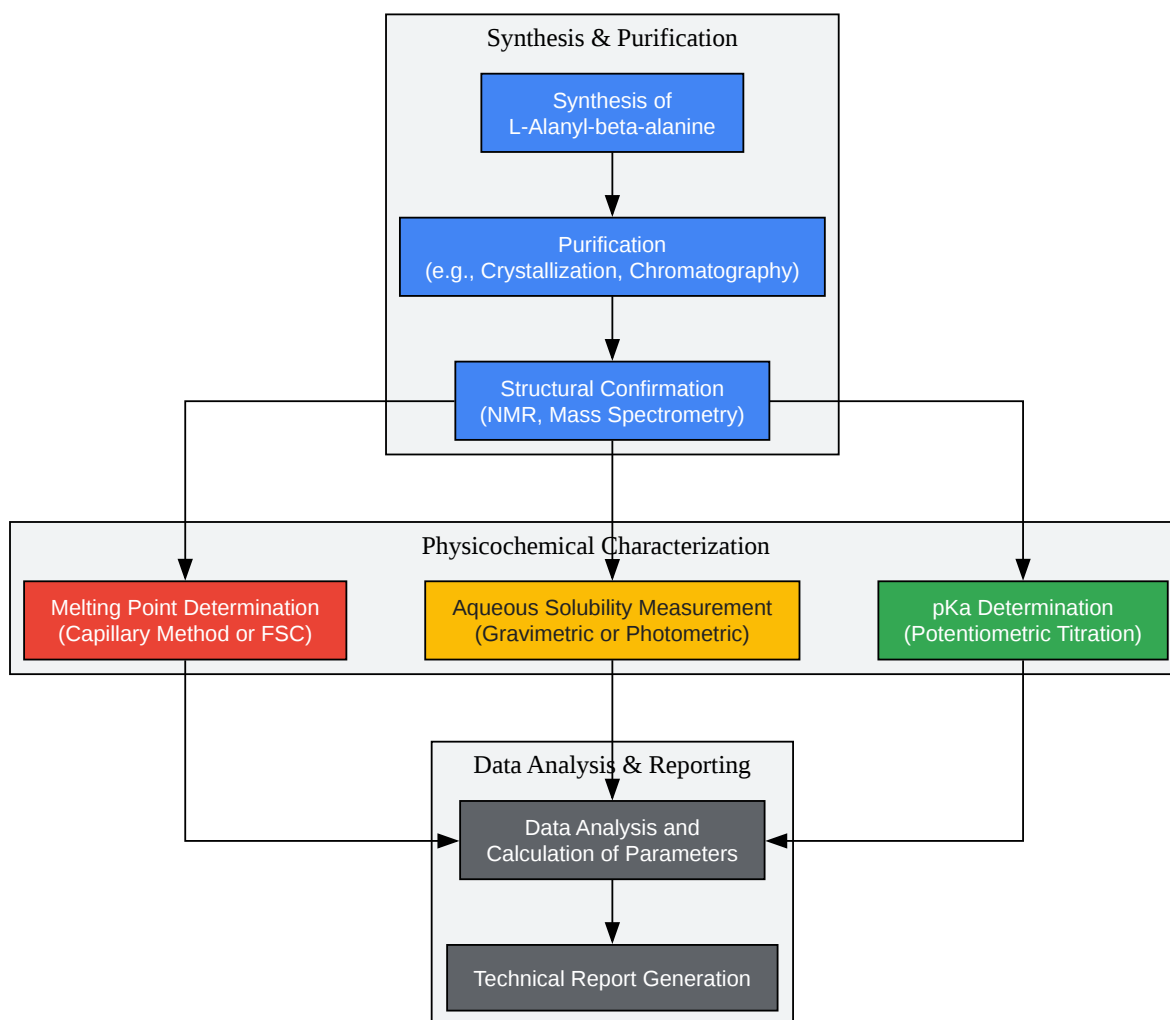 Synthesis & Purification
Synthesis of
L-Alanyl-beta-alanine
Purification
(e.g., Crystallization, Chromatography)
Structural Confirmation
(NMR, Mass Spectrometry)
Physicochemical Characterization
Melting Point Determination
(Capillary Method or FSC)
Aqueous Solubility Measurement
(Gravimetric or Photometric)
pKa Determination
(Potentiometric Titration)
Data Analysis & Reporting
Data Analysis and
Calculation of Parameters
Technical Report Generation